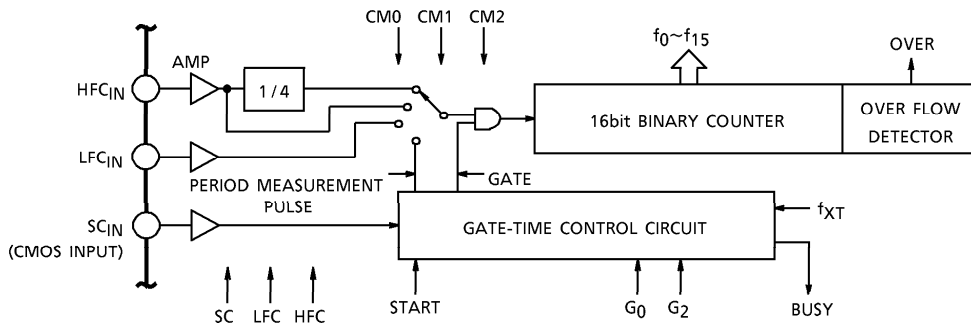 CM0 CM1 CM2
f0~f15
OVER
AMP
HFCIN
1 / 4
16bit BINARY COUNTER
OVER FLOW
DETECTOR
LFCIN
PERIOD MEASUREMENT
PULSE
GATE
SCIN
(CMOS INPUT)
GATE-TIME CONTROL CIRCUIT
fXT
SC LFC HFC
START
G0 G2
BUSY